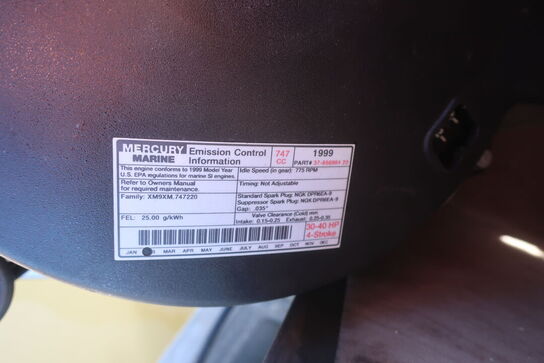 MERCURY MARINE Emission Control Information 747 CC 1999
PART# 37-856984 22
This engine conforms to 1999 Model Year
U.S. EPA regulations for marine SI engines.
Idle Speed (in gear): 775 RPM
Refer to Owners Manual
for required maintenance.
Timing: Not Adjustable
Family: XM9XM.747220
Standard Spark Plug: NGK DPR6EA-9
Suppressor Spark Plug: NGK DPR6EA-9
Gap: .035"
FEL: 25.00 g/kWh
Valve Clearance (Cold) mm
Intake: 0.15-0.25 Exhaust: 0.25-0.35
30-40 HP
4-Stroke
JAN MAR APR MAY JUNE JULY AUG SEP OCT NOV DEC